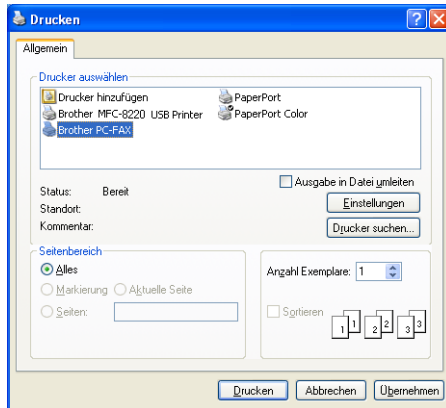 Drucken
Allgemein
Drucker auswählen
Drucker hinzufügen
Brother MFC-8220 USB Printer
Brother PC-FAX
PaperPort
PaperPort Color
Status: Bereit
Standort:
Kommentar:
Ausgabe in Datei umleiten
Einstellungen
Drucker suchen...
Seitenbereich
Alles
Markierung Aktuelle Seite
Seiten:
Anzahl Exemplare: 1
Sortieren
1 1 2 2 3 3
Drucken Abbrechen Übernehmen